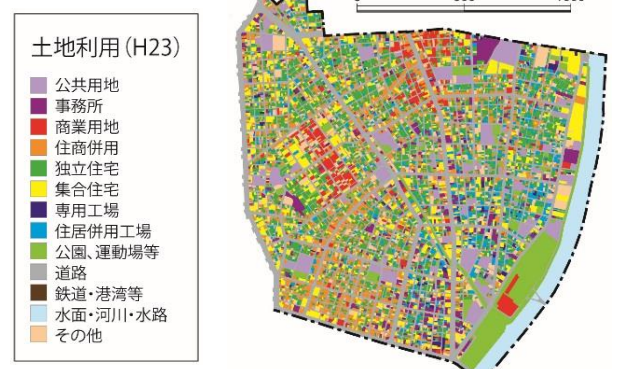 土地利用(H23)
公共用地
事務所
商業用地
住商併用
独立住宅
集合住宅
専用工場
住居併用工場
公園、運動場等
道路
鉄道・港湾等
水面・河川・水路
その他